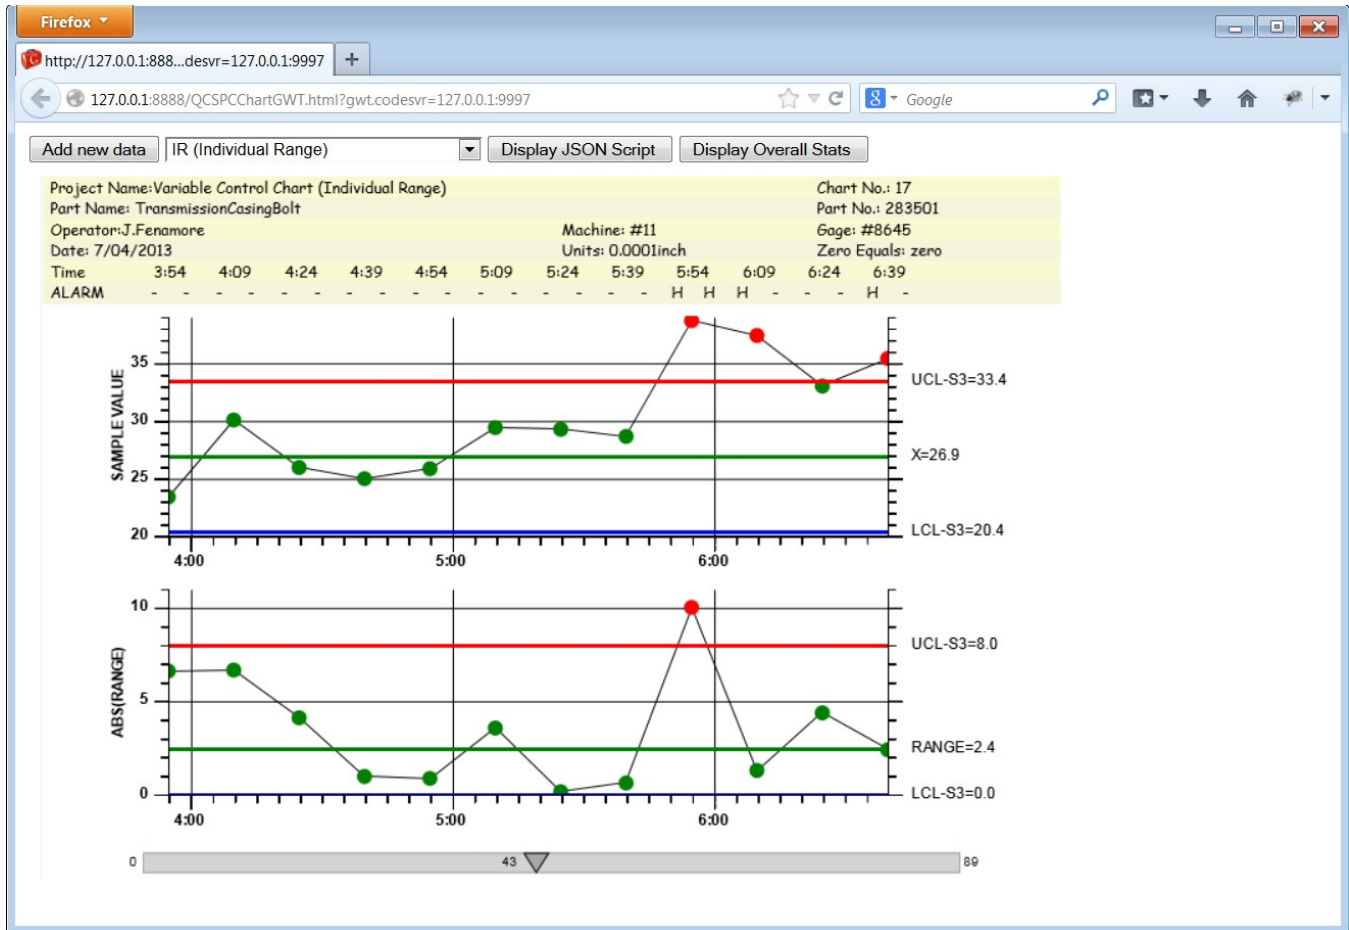 Firefox
http://127.0.0.1:888...desvr=127.0.0.1:9997 +
127.0.0.1:8888/QCSPCChartGWT.html?gwt.codesvr=127.0.0.1:9997 8 Google
Add new data IR (Individual Range) Display JSON Script Display Overall Stats
Project Name:Variable Control Chart (Individual Range) Chart No.: 17
Part Name: TransmissionCasingBolt Part No.: 283501
Operator:J.Fenamore Machine: #11 Gage: #8645
Date: 7/04/2013 Units: 0.0001inch Zero Equals: zero
Time 3:54 4:09 4:24 4:39 4:54 5:09 5:24 5:39 5:54 6:09 6:24 6:39
ALARM - - - - - - - - - - - - - - - - H H H - - - H -
SAMPLE VALUE
35
30
25
20
UCL-S3=33.4
X=26.9
LCL-S3=20.4
4:00 5:00 6:00
ABS(RANGE)
10
5
0
UCL-S3=8.0
RANGE=2.4
LCL-S3=0.0
4:00 5:00 6:00
0 43 89